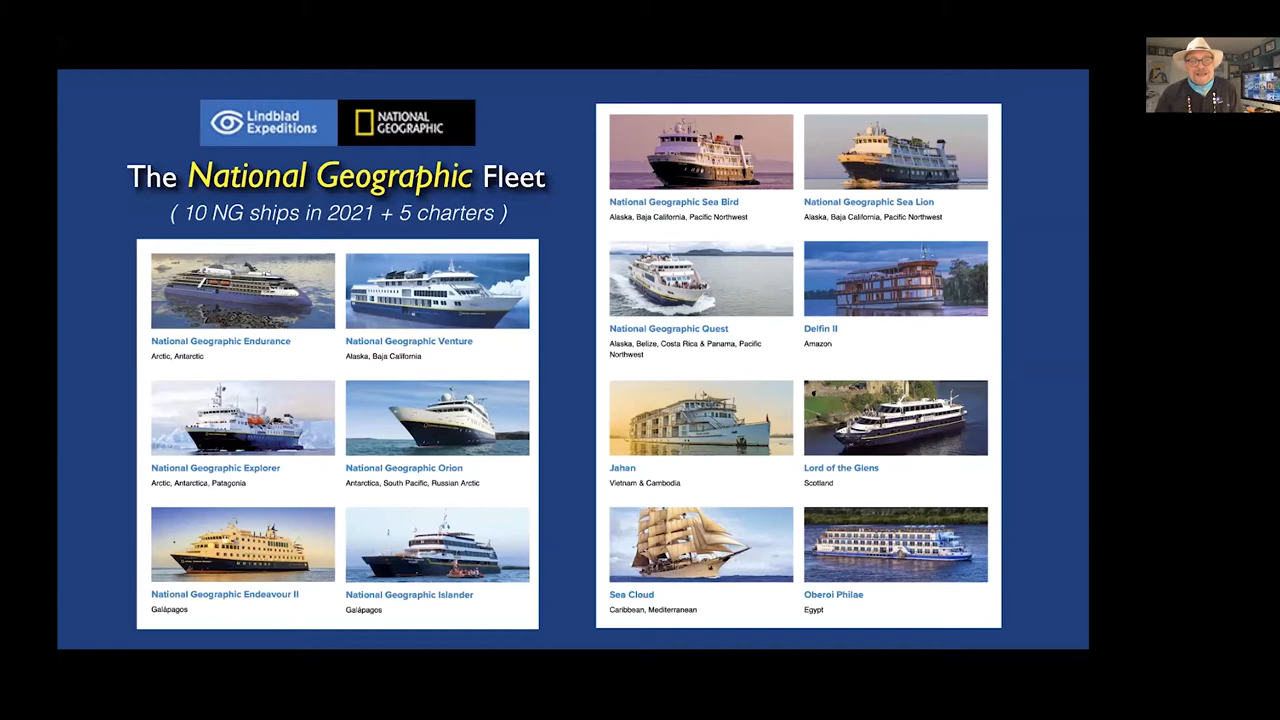 Lindblad
Expeditions
NATIONAL
GEOGRAPHIC
The National Geographic Fleet
( 10 NG ships in 2021 + 5 charters )
National Geographic Endurance
Arctic, Antarctic
National Geographic Venture
Alaska, Baja California
National Geographic Explorer
Arctic, Antarctica, Patagonia
National Geographic Orion
Antarctica, South Pacific, Russian Arctic
National Geographic Endeavour II
Galápagos
National Geographic Islander
Galápagos
National Geographic Sea Bird
Alaska, Baja California, Pacific Northwest
National Geographic Sea Lion
Alaska, Baja California, Pacific Northwest
National Geographic Quest
Alaska, Belize, Costa Rica & Panama, Pacific
Northwest
Delfin II
Amazon
Jahan
Vietnam & Cambodia
Lord of the Glens
Scotland
Sea Cloud
Caribbean, Mediterranean
Oberoi Philae
Egypt